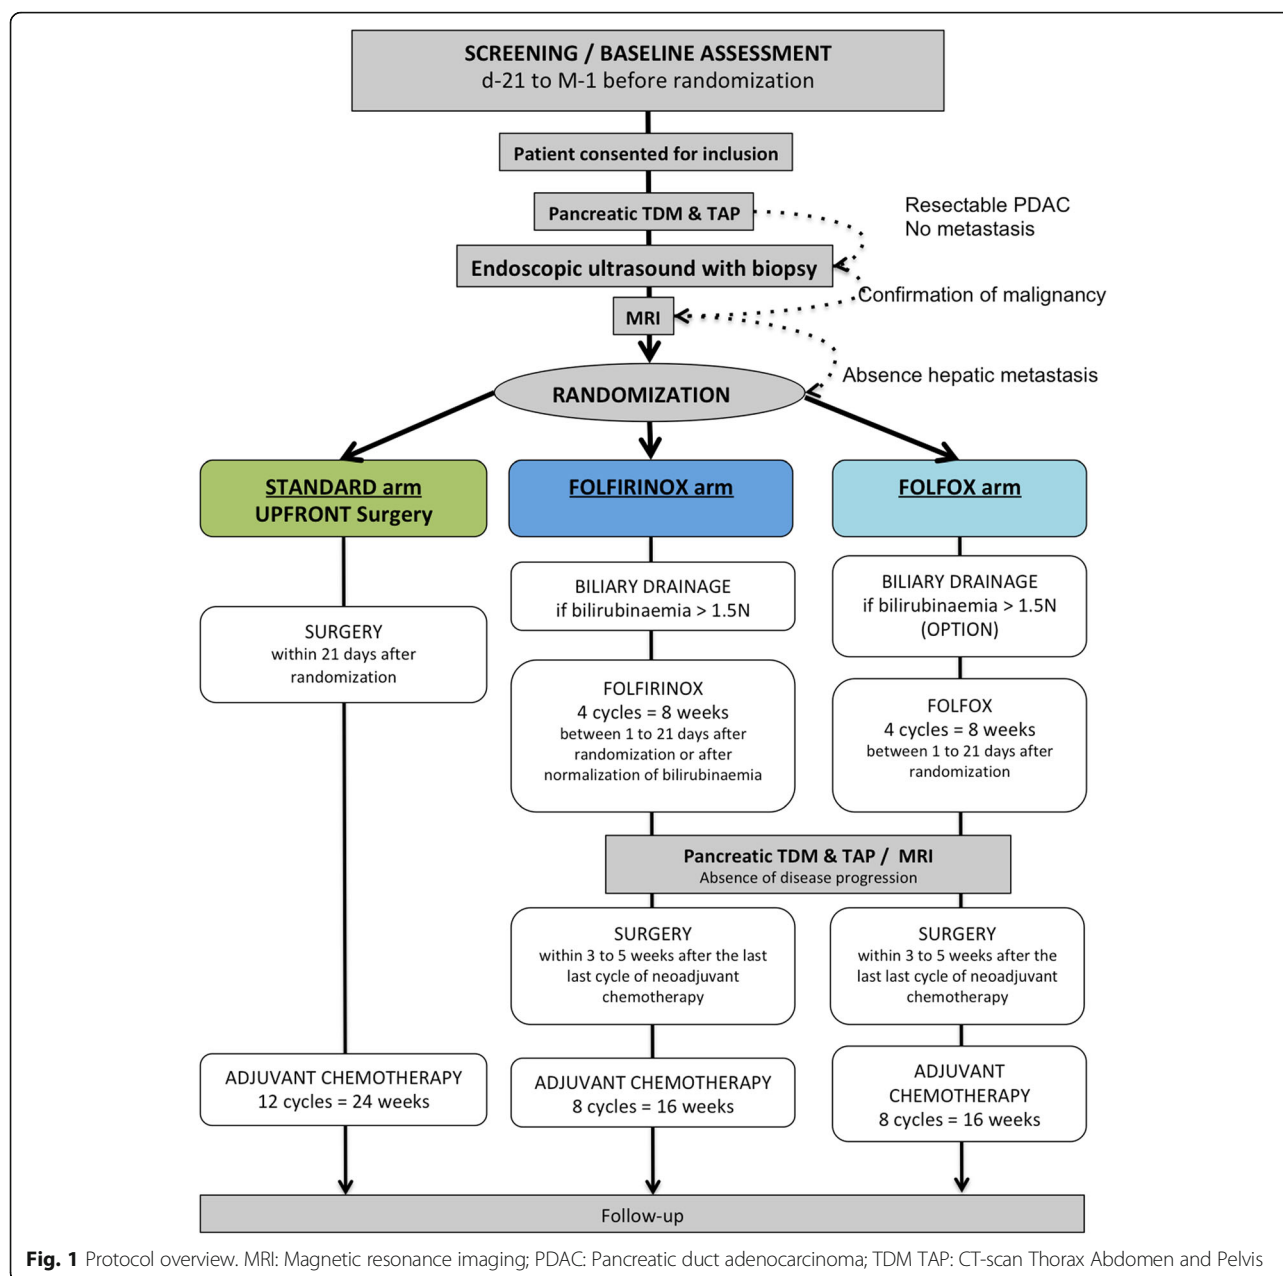 SCREENING / BASELINE ASSESSMENT
d-21 to M-1 before randomization
Patient consented for inclusion
Pancreatic TDM & TAP
Resectable PDAC
No metastasis
Endoscopic ultrasound with biopsy
Confirmation of malignancy
MRI
Absence hepatic metastasis
RANDOMIZATION
STANDARD arm
UPFRONT Surgery
SURGERY
within 21 days after
randomization
ADJUVANT CHEMOTHERAPY
12 cycles = 24 weeks
FOLFIRINOX arm
BILIARY DRAINAGE
if bilirubinaemia > 1.5N
FOLFIRINOX
4 cycles = 8 weeks
between 1 to 21 days after
randomization or after
normalization of bilirubinaemia
FOLFOX arm
BILIARY DRAINAGE
if bilirubinaemia > 1.5N
(OPTION)
FOLFOX
4 cycles = 8 weeks
between 1 to 21 days after
randomization
Pancreatic TDM & TAP / MRI
Absence of disease progression
SURGERY
within 3 to 5 weeks after the last
last cycle of neoadjuvant
chemotherapy
ADJUVANT CHEMOTHERAPY
8 cycles = 16 weeks
SURGERY
within 3 to 5 weeks after the
last last cycle of neoadjuvant
chemotherapy
ADJUVANT
CHEMOTHERAPY
8 cycles = 16 weeks
Follow-up
Fig. 1 Protocol overview. MRI: Magnetic resonance imaging; PDAC: Pancreatic duct adenocarcinoma; TDM TAP: CT-scan Thorax Abdomen and Pelvis